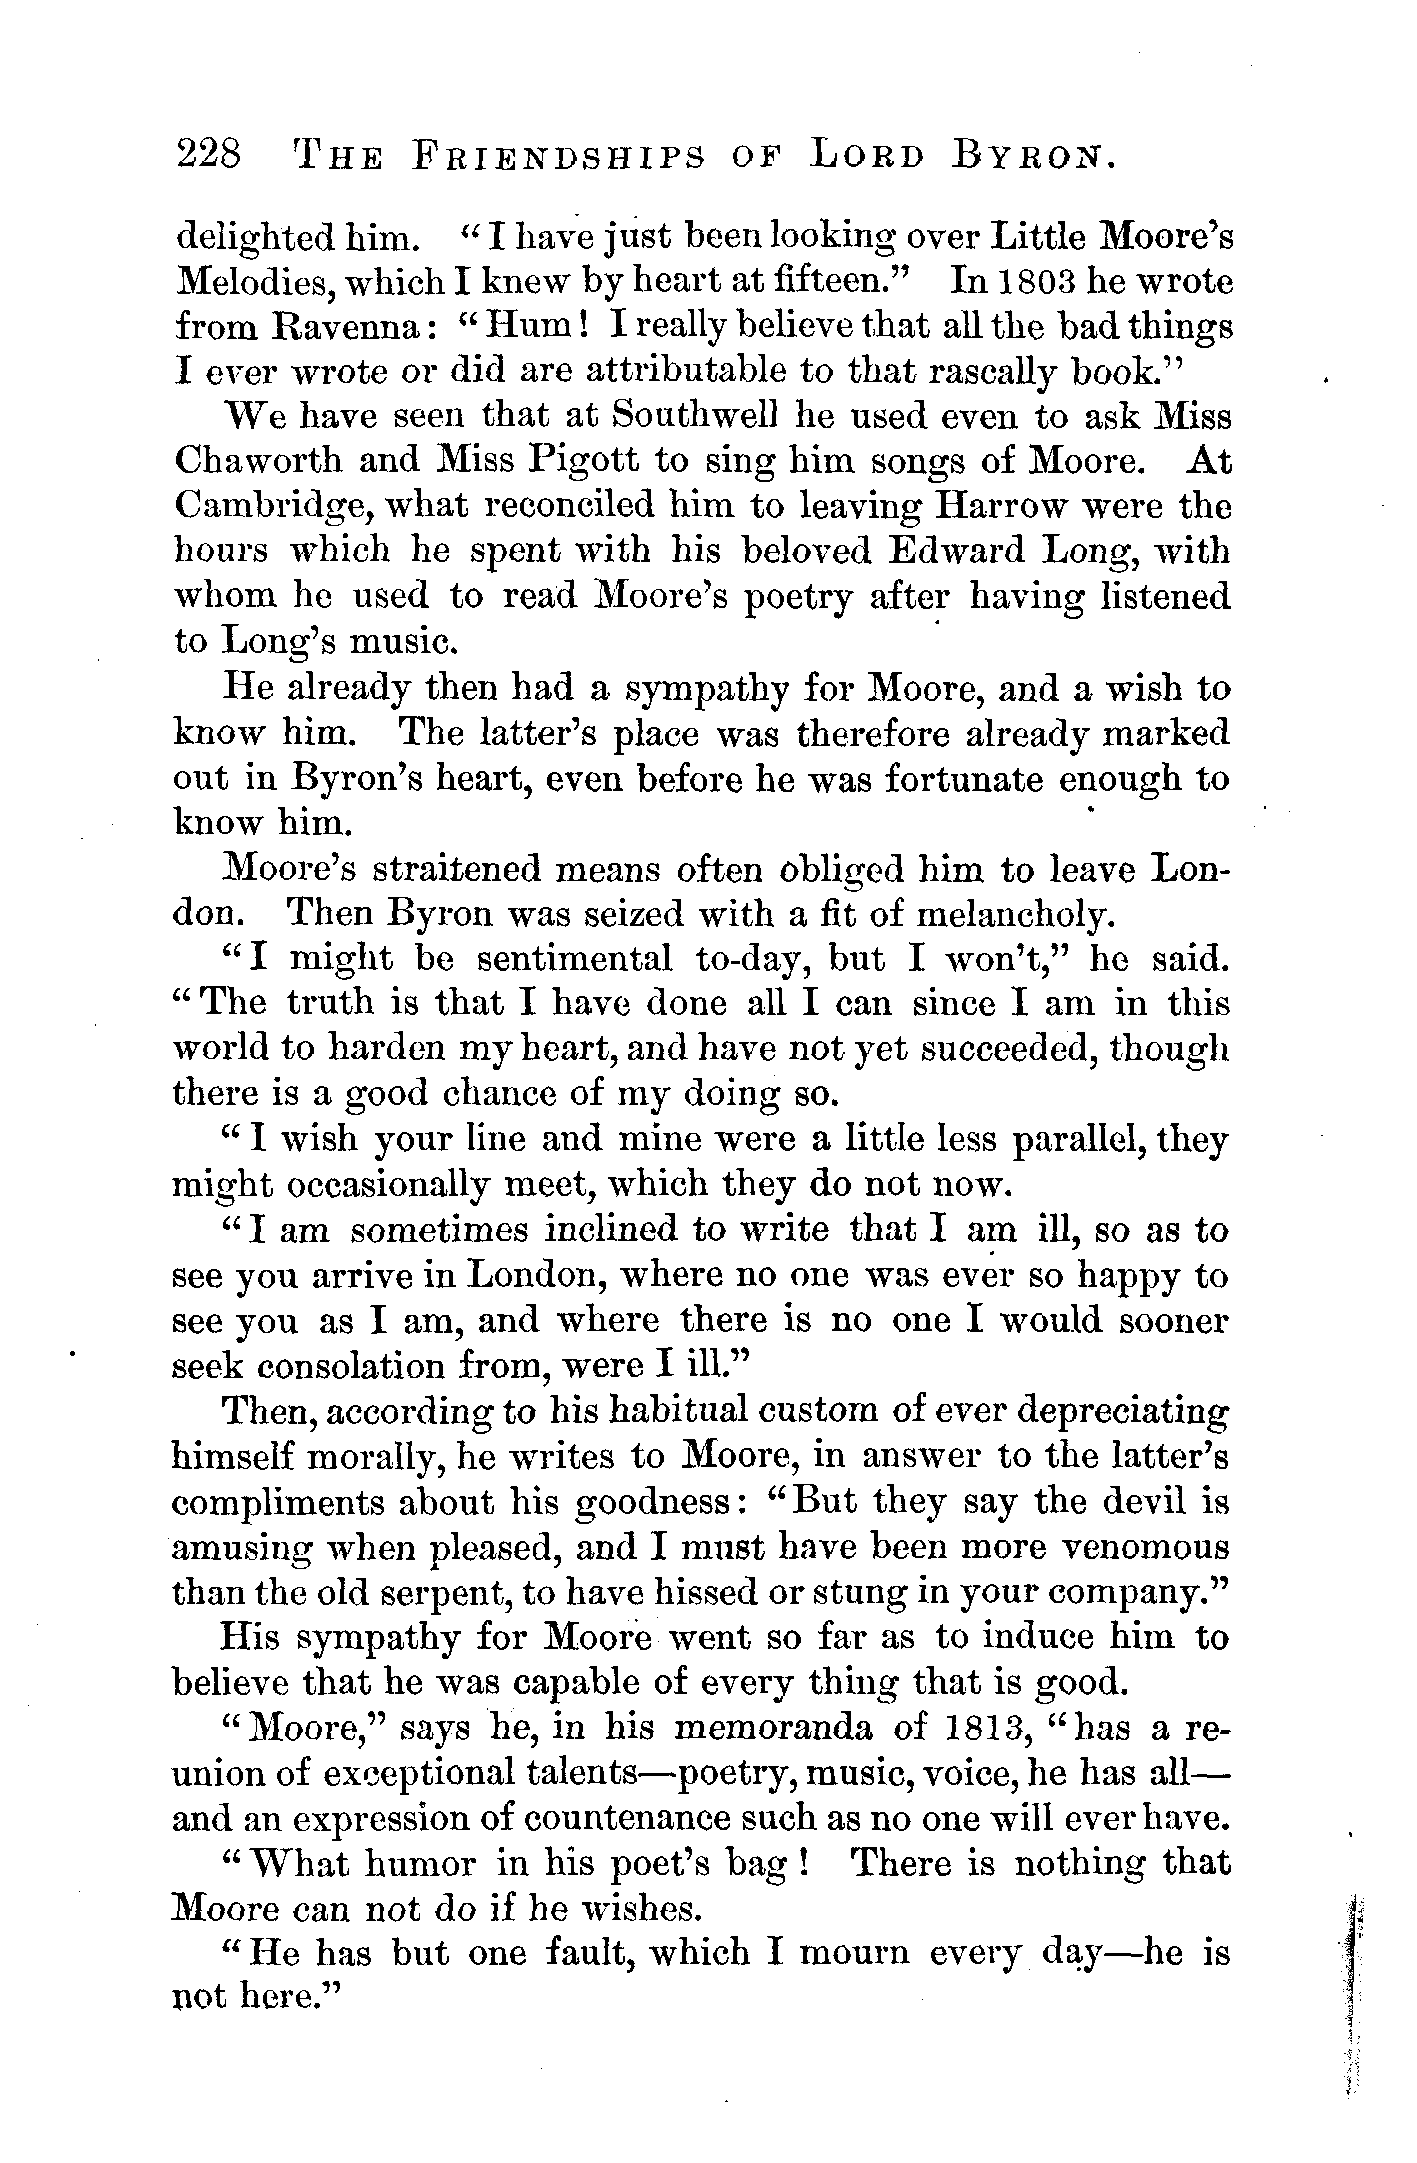 228 THE FRIENDSHIPS OF LORD BYRON.
delighted him. “I have just been looking over Little Moore’s
Melodies, which I knew by heart at fifteen.” In 1803 he wrote
from Ravenna: “Hum! I really believe that all the bad things
I ever wrote or did are attributable to that rascally book.”
We have seen that at Southwell he used even to ask Miss
Chaworth and Miss Pigott to sing him songs of Moore. At
Cambridge, what reconciled him to leaving Harrow were the
hours which he spent with his beloved Edward Long, with
whom he used to read Moore’s poetry after having listened
to Long’s music.
He already then had a sympathy for Moore, and a wish to
know him. The latter’s place was therefore already marked
out in Byron’s heart, even before he was fortunate enough to
know him.
Moore’s straitened means often obliged him to leave Lon-
don. Then Byron was seized with a fit of melancholy.
“I might be sentimental to-day, but I won’t,” he said.
“The truth is that I have done all I can since I am in this
world to harden my heart, and have not yet succeeded, though
there is a good chance of my doing so.
“I wish your line and mine were a little less parallel, they
might occasionally meet, which they do not now.
“I am sometimes inclined to write that I am ill, so as to
see you arrive in London, where no one was ever so happy to
see you as I am, and where there is no one I would sooner
seek consolation from, were I ill.”
Then, according to his habitual custom of ever depreciating
himself morally, he writes to Moore, in answer to the latter’s
compliments about his goodness: “But they say the devil is
amusing when pleased, and I must have been more venomous
than the old serpent, to have hissed or stung in your company.”
His sympathy for Moore went so far as to induce him to
believe that he was capable of every thing that is good.
“Moore,” says he, in his memoranda of 1813, “has a re-
union of exceptional talents—poetry, music, voice, he has all—
and an expression of countenance such as no one will ever have.
“What humor in his poet’s bag! There is nothing that
Moore can not do if he wishes.
“He has but one fault, which I mourn every day—he is
not here.”